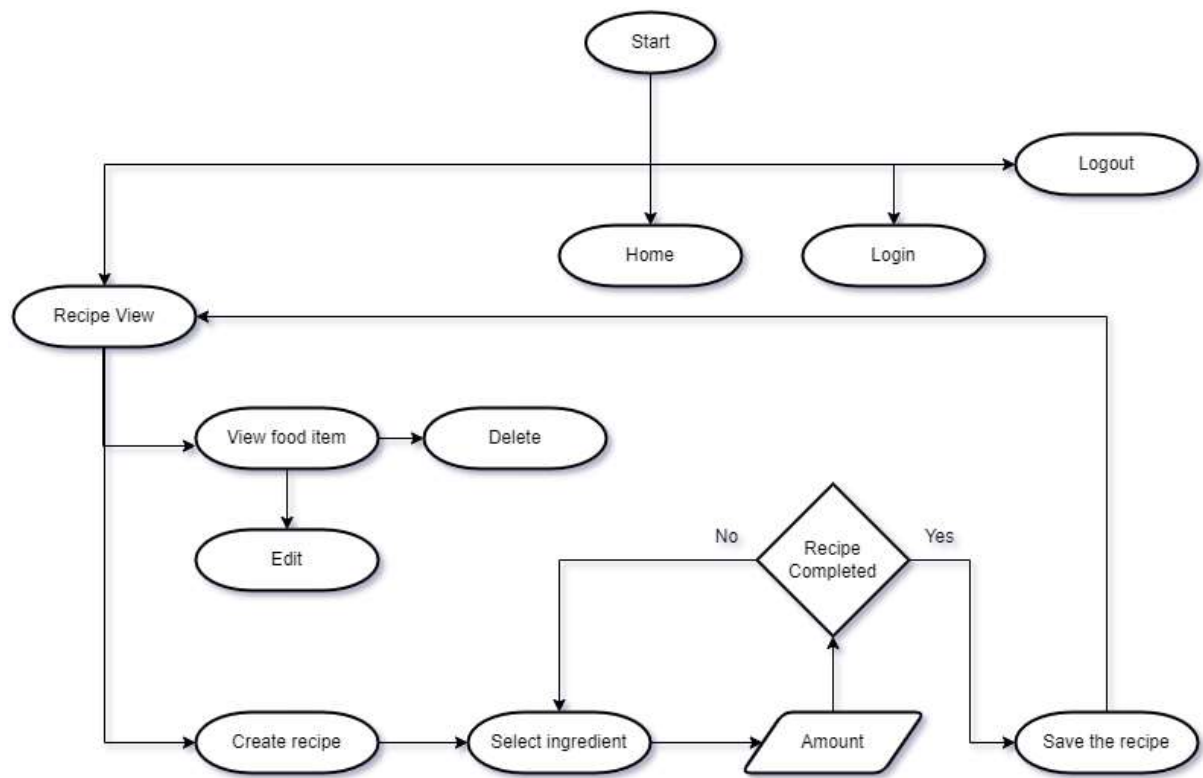 Start
Logout
Home
Login
Recipe View
View food item
Delete
Edit
No
Recipe
Completed
Yes
Create recipe
Select ingredient
Amount
Save the recipe